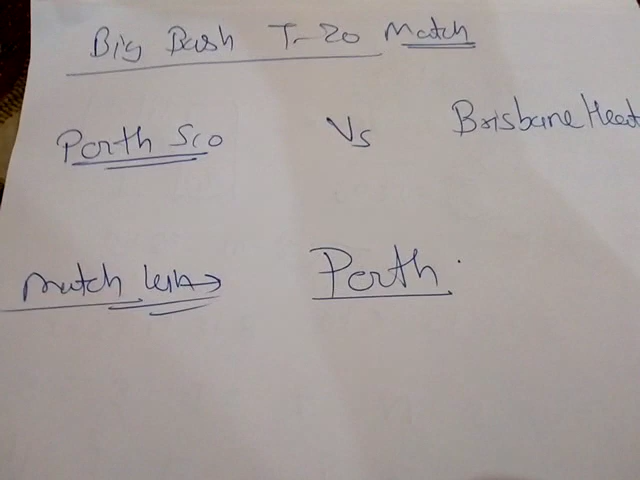 Big Bash T-20 Match
Perth Sco Vs Brisbane Heat
Match Win→ Perth.